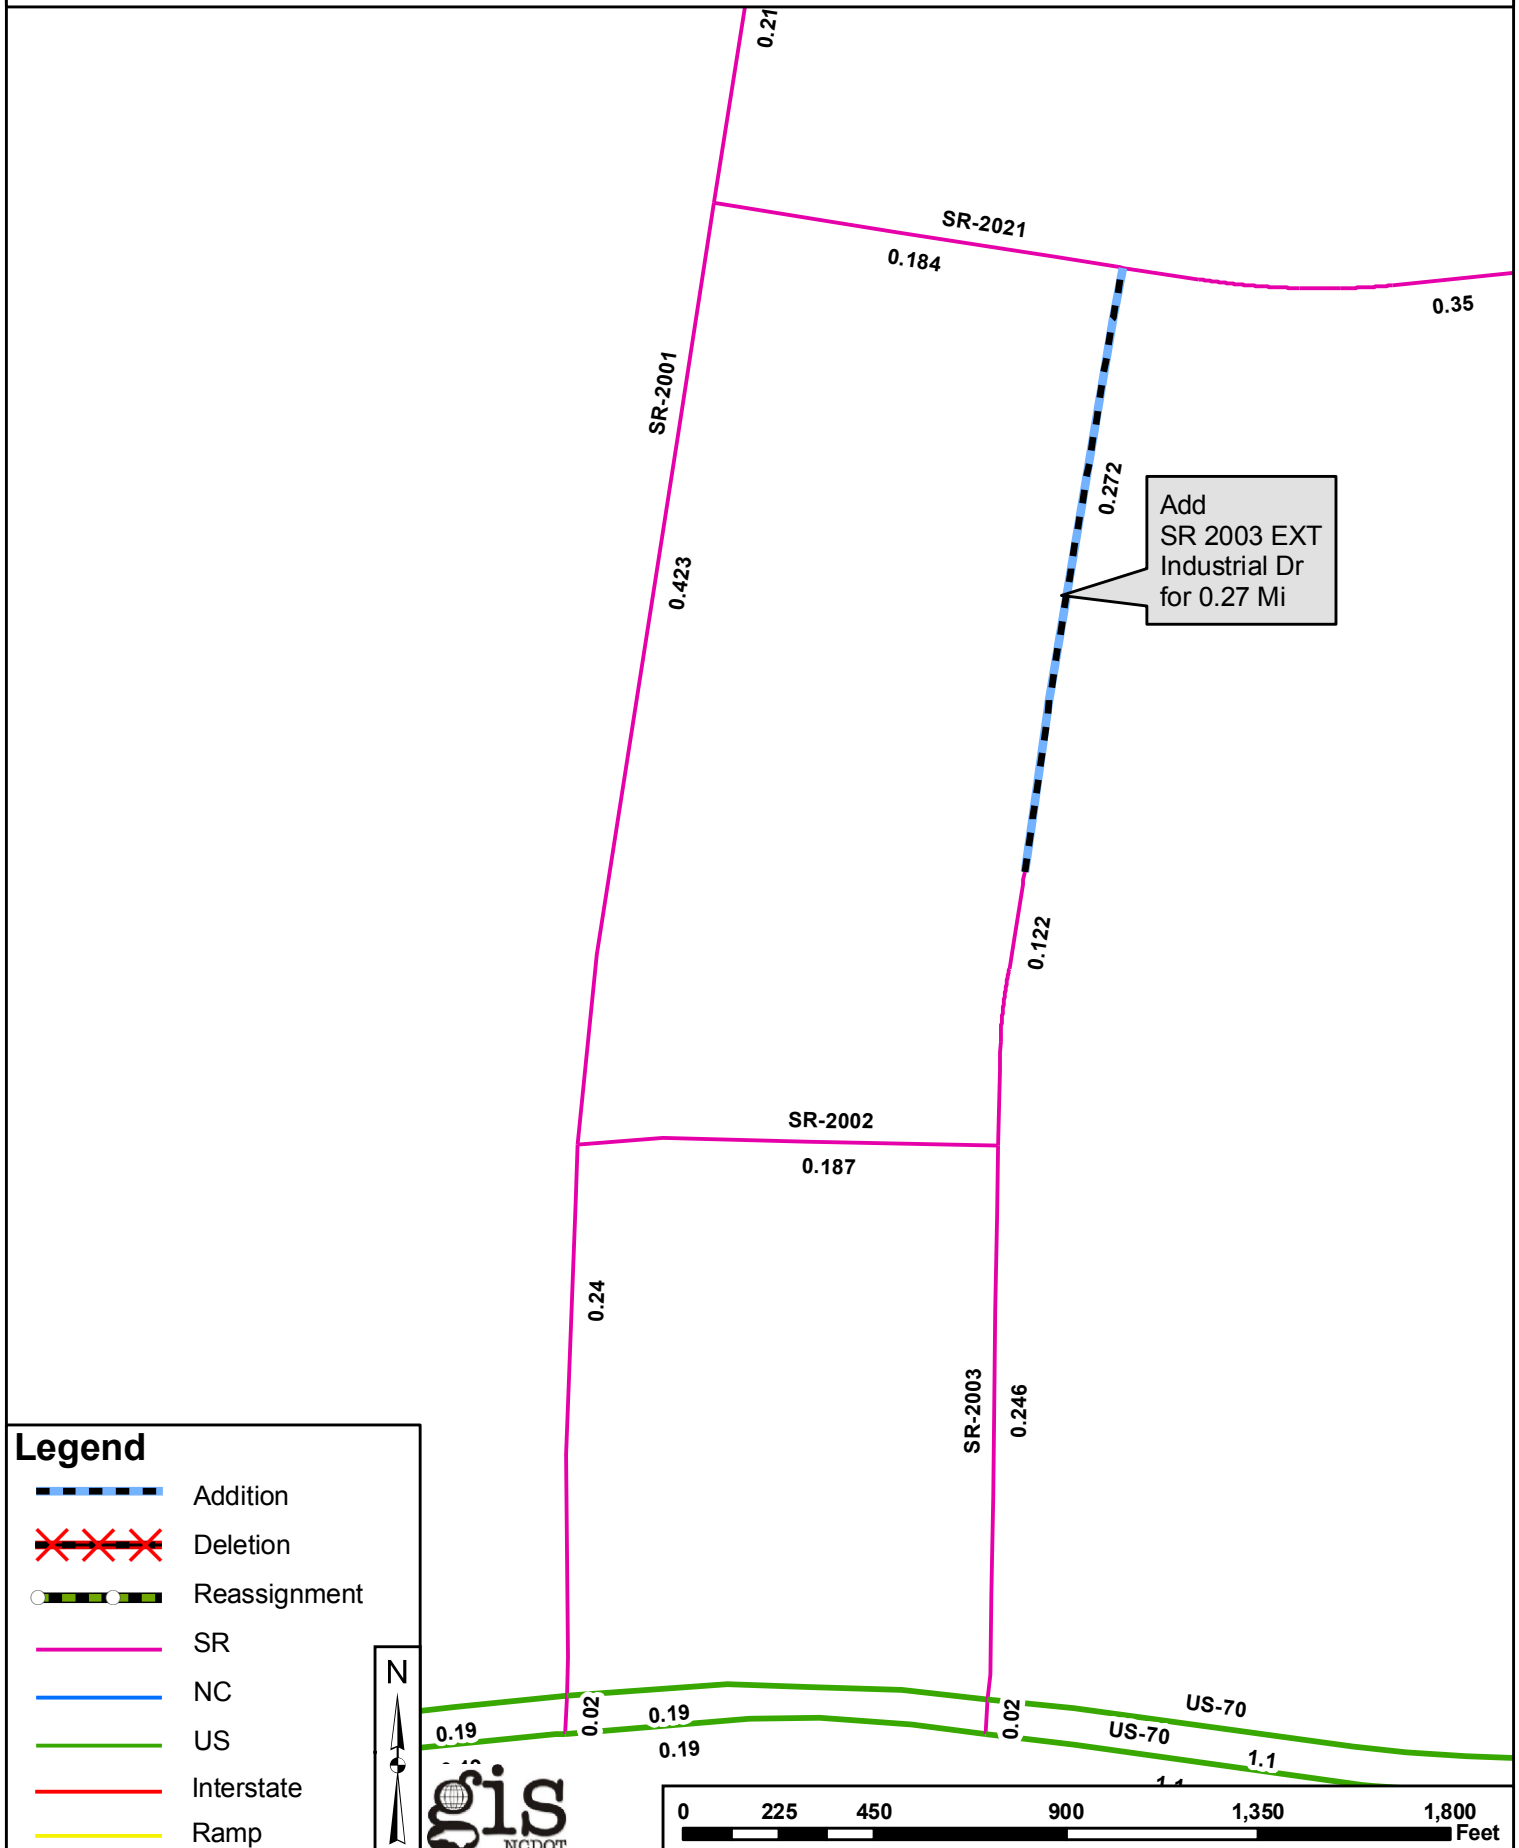 0.21
SR-2021
0.184
0.35
SR-2001
0.272
Add
SR 2003 EXT
Industrial Dr
for 0.27 Mi
0.423
0.122
SR-2002
0.187
0.24
SR-2003
0.246
Legend
Addition
Deletion
Reassignment
SR
NC
US
Interstate
Ramp
N
0.02
0.19
0.19
0.19
0.02
US-70
US-70
1.1
gis
NCDOT
0 225 450 900 1,350 1,800
Feet